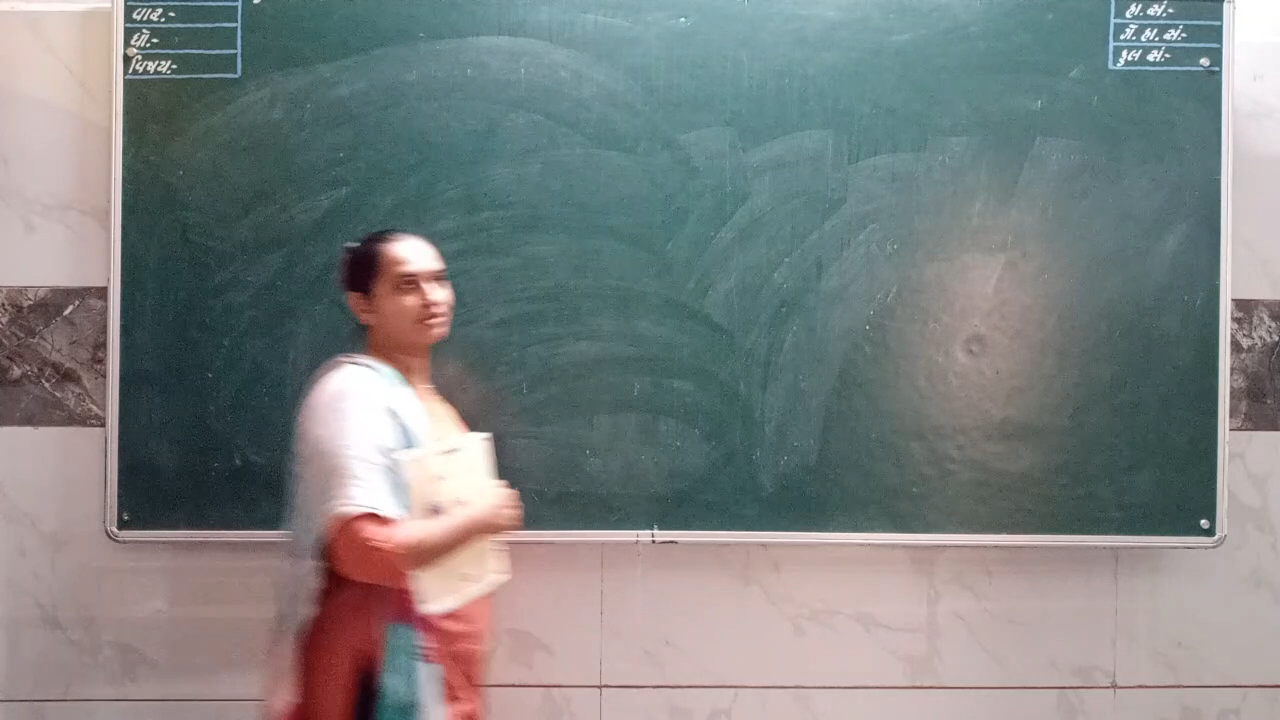 વાર.-
ધો.-
વિષય.-
હા. સં.-
ગે. હા. સં.-
કુલ સં.-